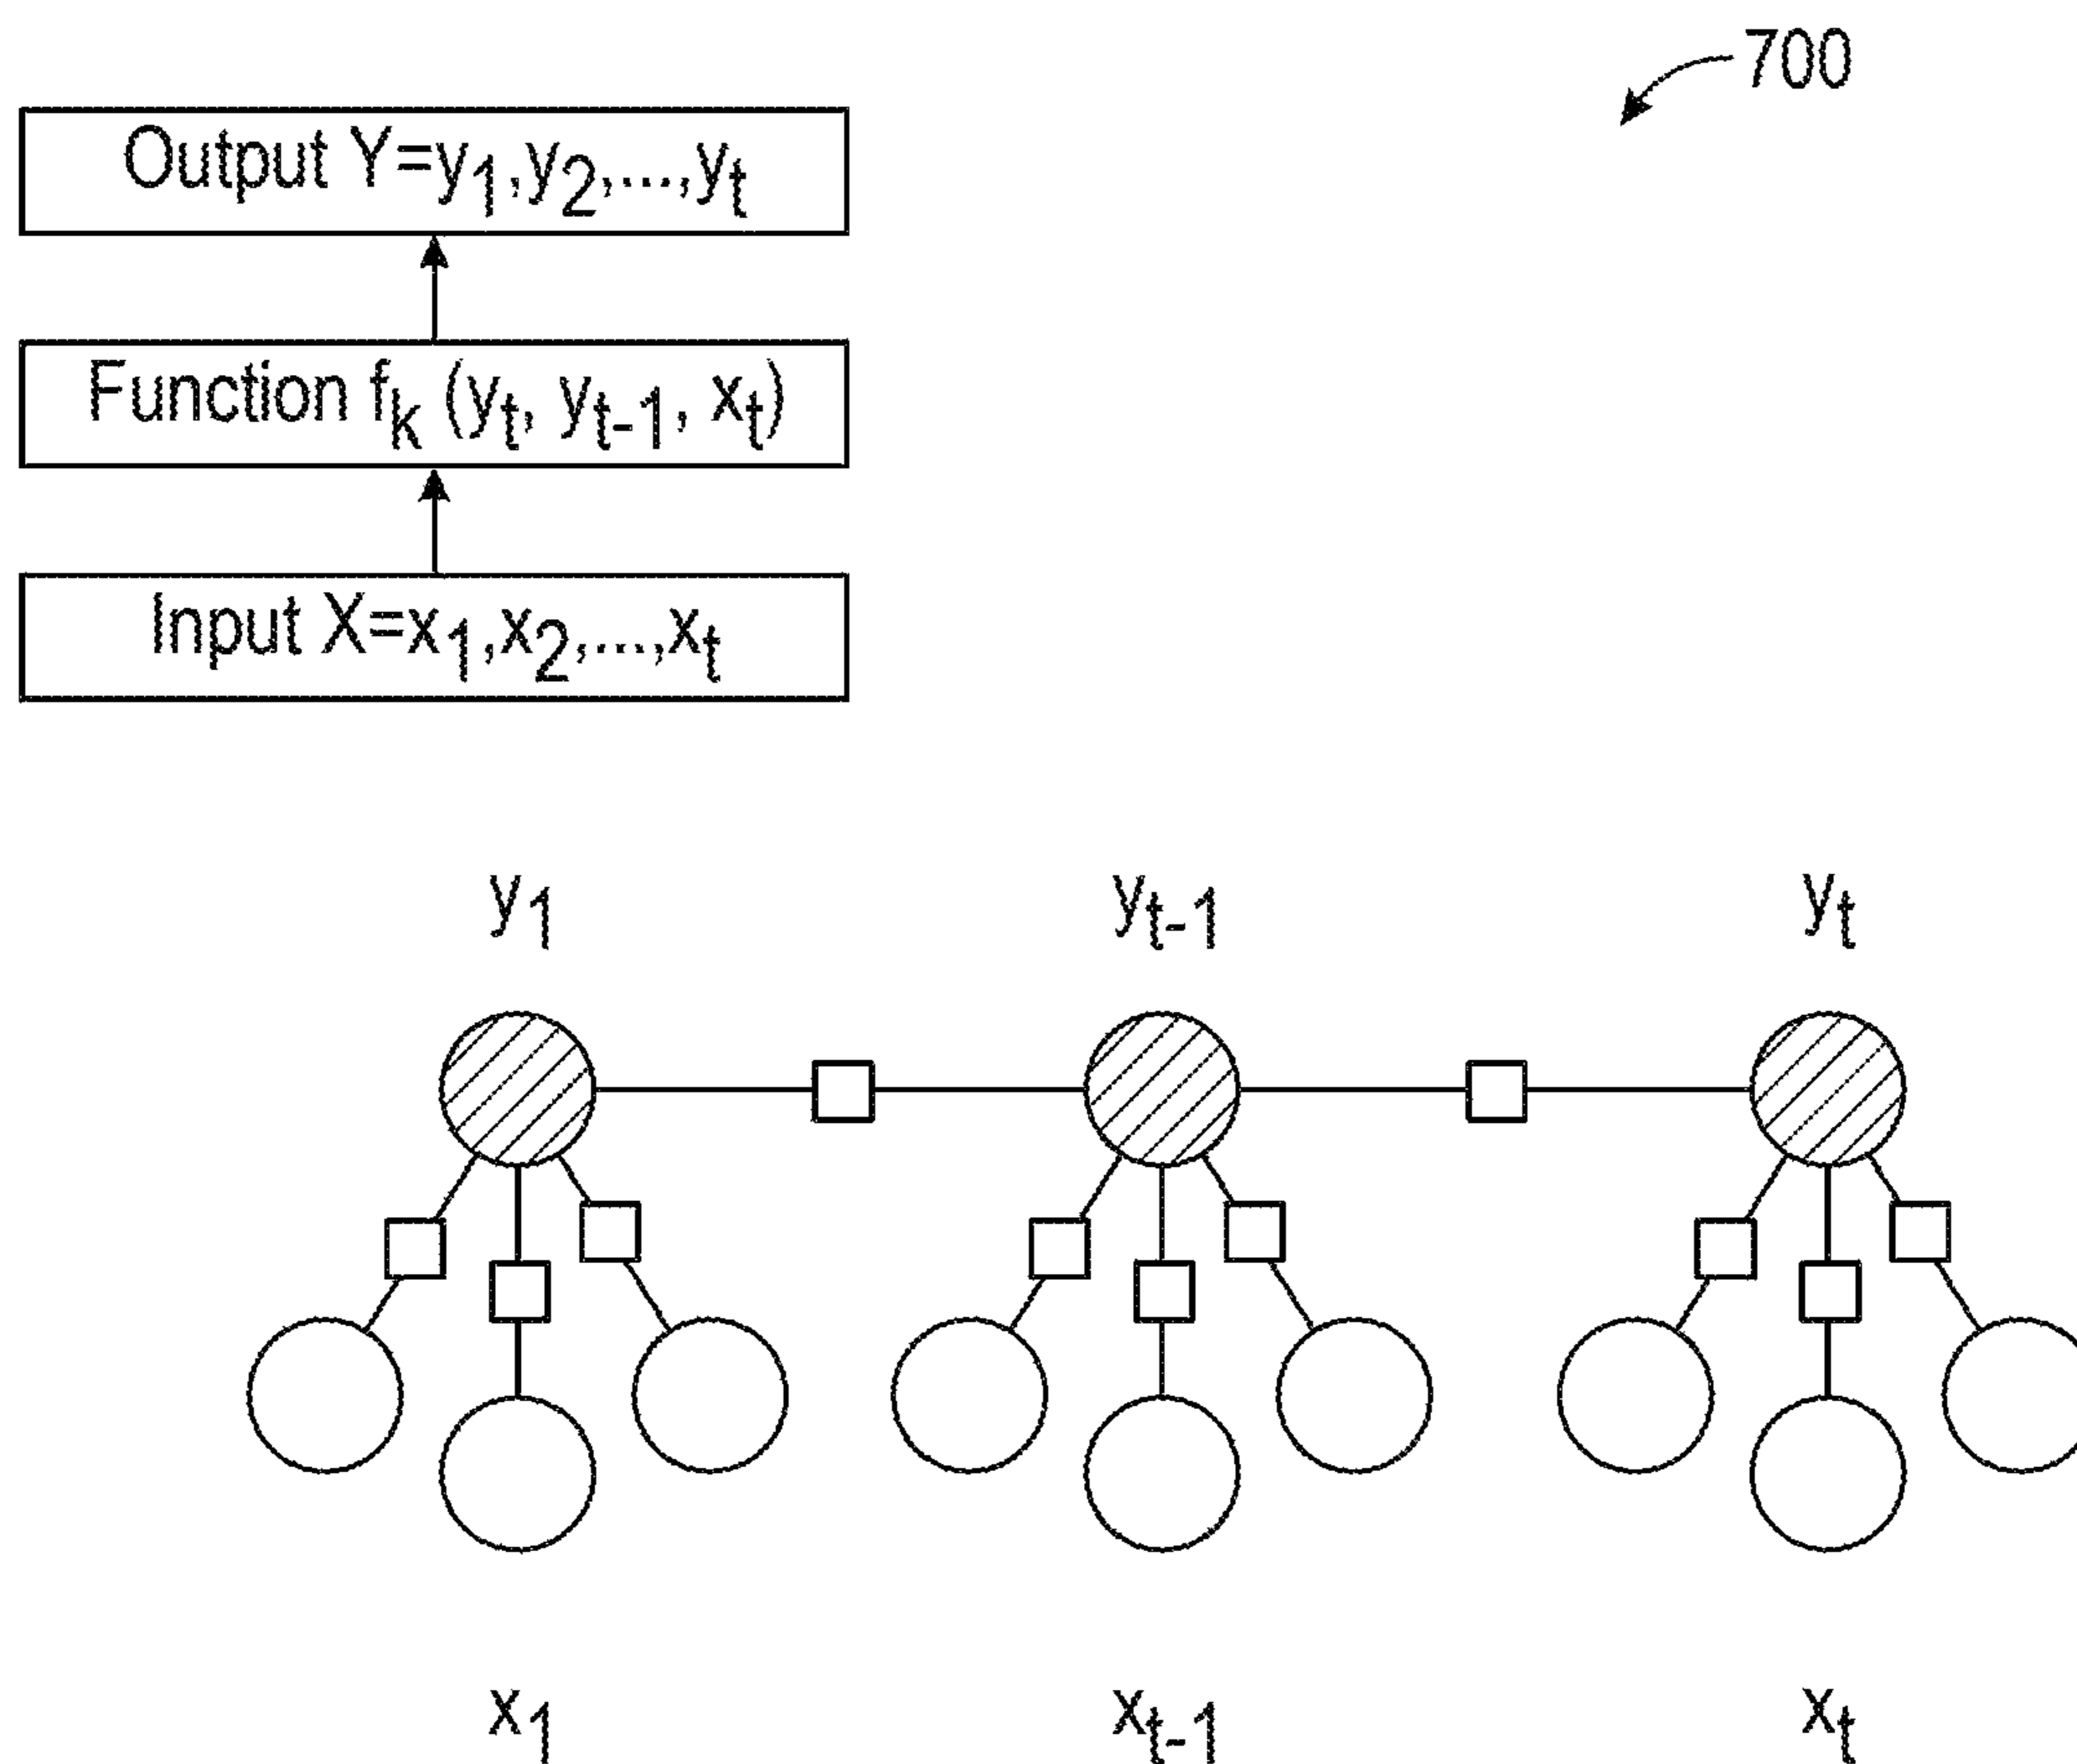 700
Output Y=y1,y2,...,yt
Function fk (yt, yt-1, xt)
Input X=x1,x2,...,xt
y1 yt-1 yt
x1 xt-1 xt